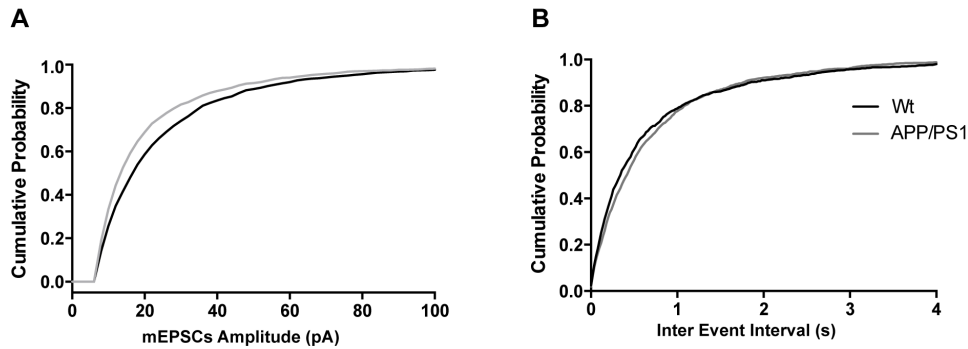 A
Cumulative Probability
1.0
0.8
0.6
0.4
0.2
0.0
0 20 40 60 80 100
mEPSCs Amplitude (pA)
B
Cumulative Probability
1.0
0.8
0.6
0.4
0.2
0.0
0 1 2 3 4
Inter Event Interval (s)
Wt
APP/PS1